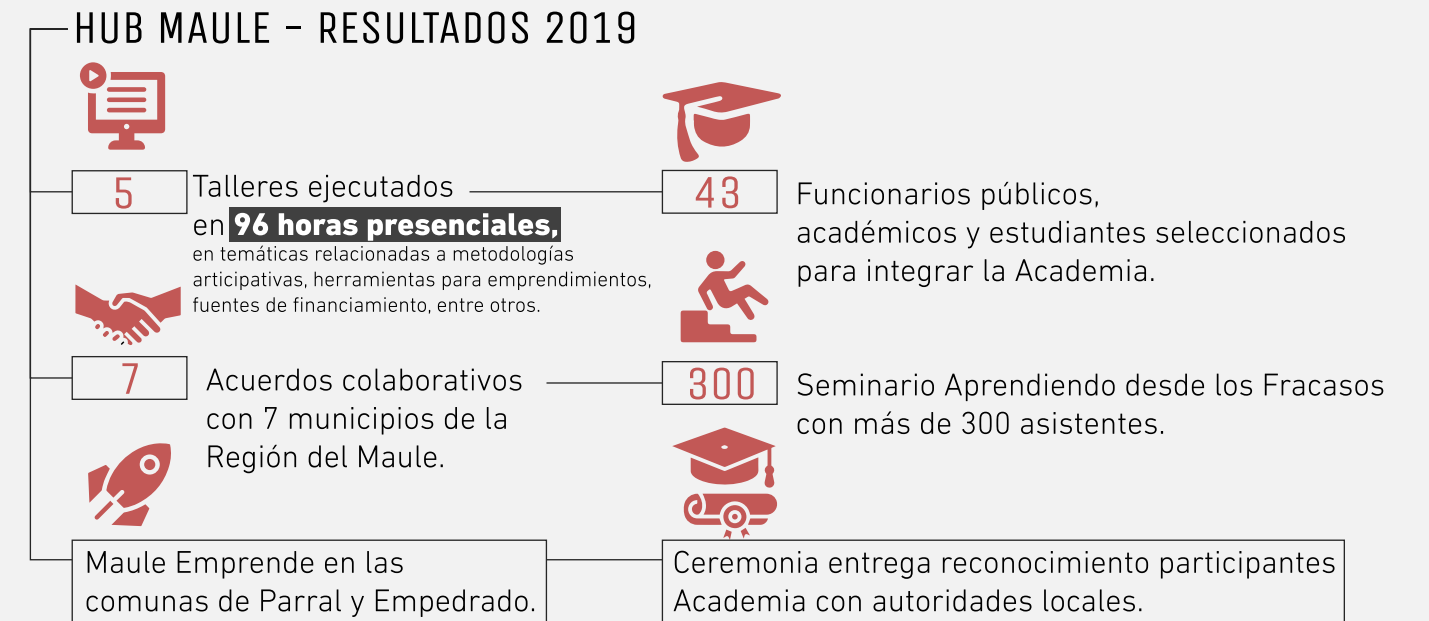 HUB MAULE – RESULTADOS 2019
5
Talleres ejecutados
en 96 horas presenciales,
en temáticas relacionadas a metodologías
articipativas, herramientas para emprendimientos,
fuentes de financiamiento, entre otros.
43
Funcionarios públicos,
académicos y estudiantes seleccionados
para integrar la Academia.
7
Acuerdos colaborativos
con 7 municipios de la
Región del Maule.
300
Seminario Aprendiendo desde los Fracasos
con más de 300 asistentes.
Maule Emprende en las
comunas de Parral y Empedrado.
Ceremonia entrega reconocimiento participantes
Academia con autoridades locales.